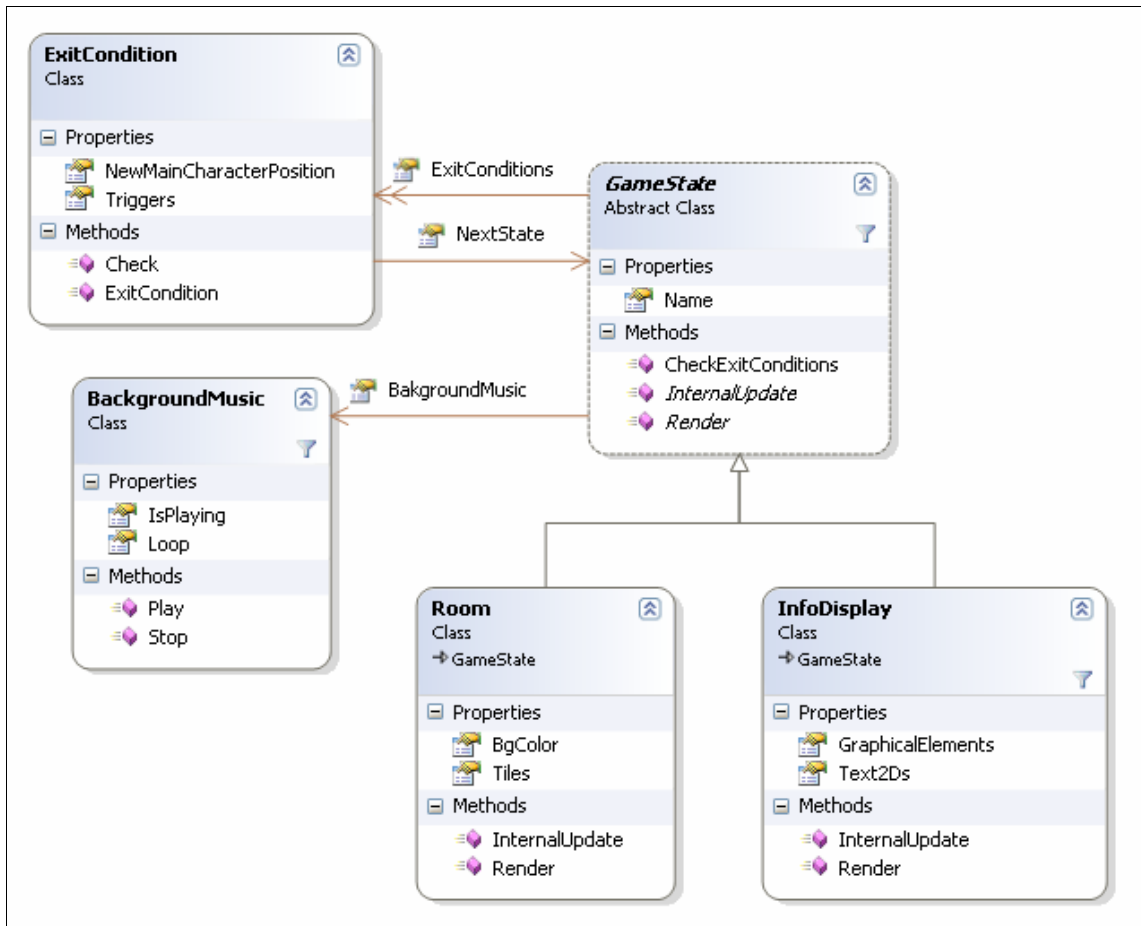 ExitCondition
Class
Properties
NewMainCharacterPosition
Triggers
Methods
Check
ExitCondition
ExitConditions
NextState
GameState
Abstract Class
Properties
Name
Methods
CheckExitConditions
InternalUpdate
Render
BackgroundMusic
Class
Properties
IsPlaying
Loop
Methods
Play
Stop
BakgroundMusic
Room
Class
GameState
Properties
BgColor
Tiles
Methods
InternalUpdate
Render
InfoDisplay
Class
GameState
Properties
GraphicalElements
Text2Ds
Methods
InternalUpdate
Render